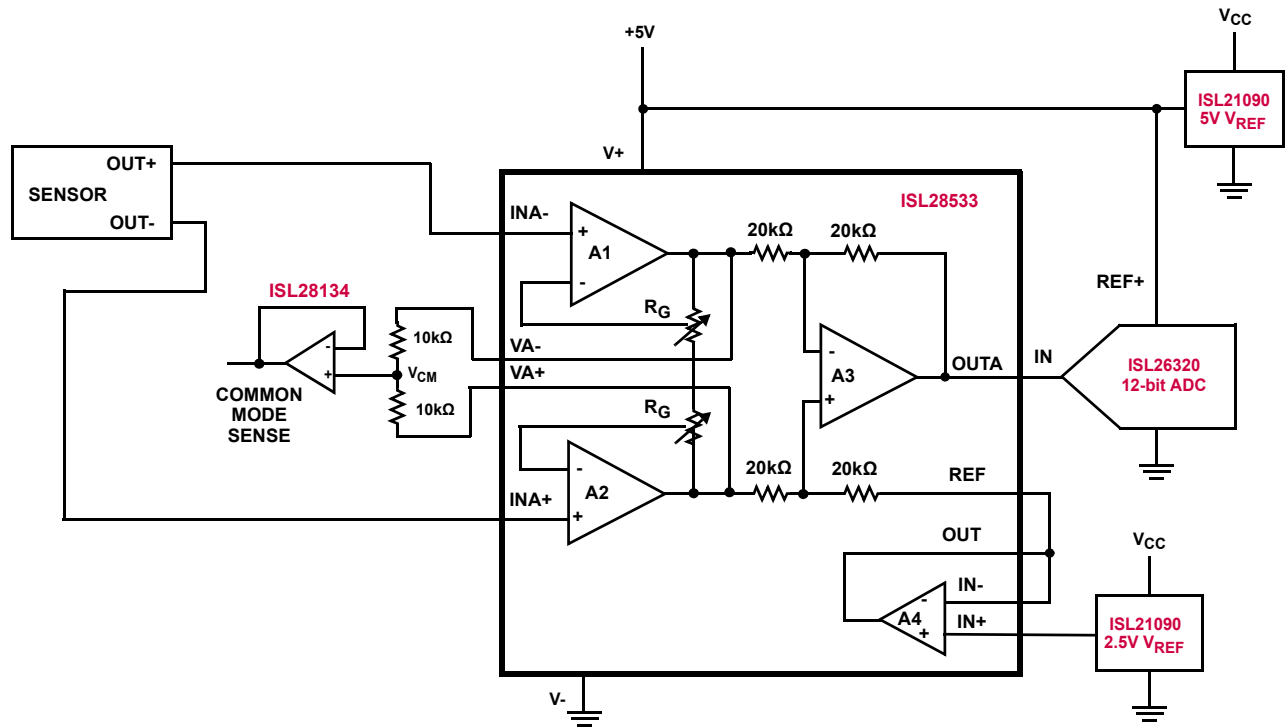 VCC
+5V
ISL21090
5V VREF
V+
OUT+
SENSOR
OUT-
ISL28533
INA-
+
A1
-
20kΩ
20kΩ
REF+
ISL28134
RG
10kΩ
VA-
-
+
VCM
-
A3
+
OUTA
IN
ISL26320
12-bit ADC
VA+
COMMON
MODE
SENSE
10kΩ
RG
-
A2
+
INA+
20kΩ
20kΩ
REF
OUT
VCC
IN-
-
A4
+
IN+
ISL21090
2.5V VREF
V-